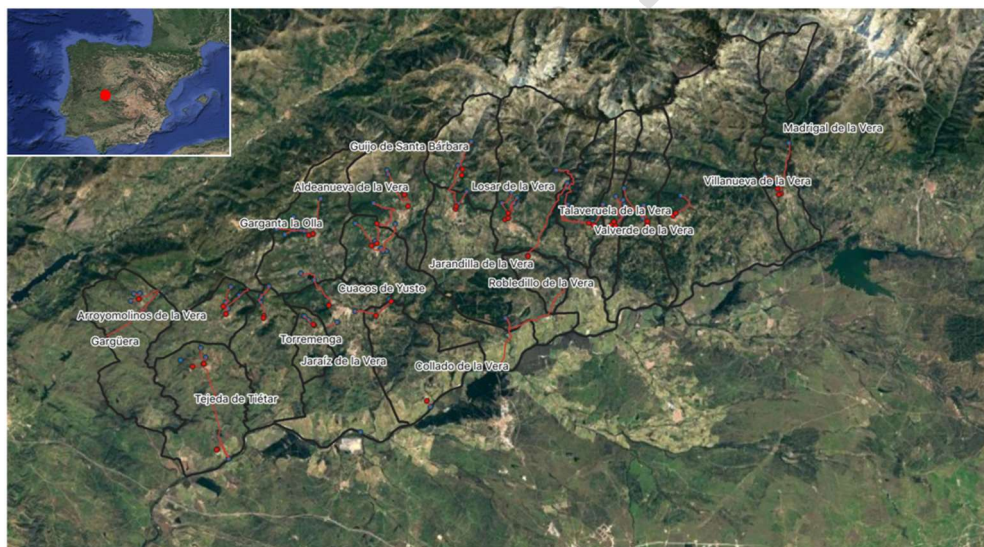 Madrigal de la Vera
Guijo de Santa Bárbara
Villanueva de la Vera
Aldeanueva de la Vera
Losar de la Vera
Talaveruela de la Vera
Garganta la Olla
Valverde de la Vera
Jarandilla de la Vera
Robledillo de la Vera
Cuacos de Yuste
Arroyomolinos de la Vera
Torremenga
Gargüera
Jaraíz de la Vera
Collado de la Vera
Tejeda de Tiétar